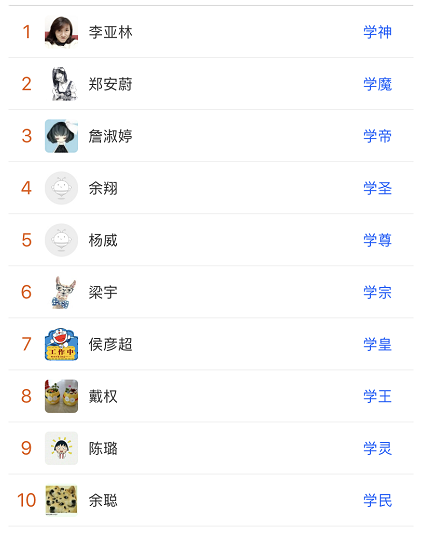 1 李亚林 学神
2 郑安蔚 学魔
3 詹淑婷 学帝
4 余翔 学圣
5 杨威 学尊
6 梁宇 学宗
7 侯彦超 学皇
工作中
8 戴权 学王
9 陈璐 学灵
10 余聪 学民